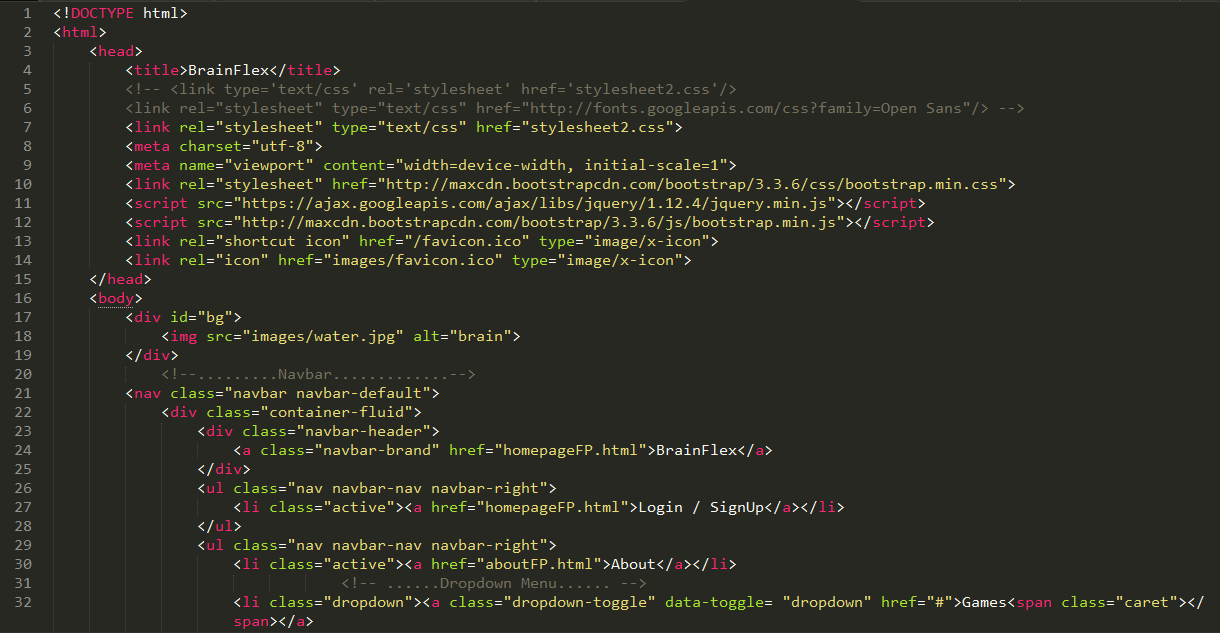 1 <!DOCTYPE html>
2 <html>
3 <head>
4 <title>BrainFlex</title>
5 <!-- <link type='text/css' rel='stylesheet' href='stylesheet2.css'/>
6 <link rel="stylesheet" type="text/css" href="http://fonts.googleapis.com/css?family=Open Sans"/> -->
7 <link rel="stylesheet" type="text/css" href="stylesheet2.css">
8 <meta charset="utf-8">
9 <meta name="viewport" content="width=device-width, initial-scale=1">
10 <link rel="stylesheet" href="http://maxcdn.bootstrapcdn.com/bootstrap/3.3.6/css/bootstrap.min.css">
11 <script src="https://ajax.googleapis.com/ajax/libs/jquery/1.12.4/jquery.min.js"></script>
12 <script src="http://maxcdn.bootstrapcdn.com/bootstrap/3.3.6/js/bootstrap.min.js"></script>
13 <link rel="shortcut icon" href="/favicon.ico" type="image/x-icon">
14 <link rel="icon" href="images/favicon.ico" type="image/x-icon">
15 </head>
16 <body>
17 <div id="bg">
18 <img src="images/water.jpg" alt="brain">
19 </div>
20 <!--.........Navbar.............-->
21 <nav class="navbar navbar-default">
22 <div class="container-fluid">
23 <div class="navbar-header">
24 <a class="navbar-brand" href="homepageFP.html">BrainFlex</a>
25 </div>
26 <ul class="nav navbar-nav navbar-right">
27 <li class="active"><a href="homepageFP.html">Login / SignUp</a></li>
28 </ul>
29 <ul class="nav navbar-nav navbar-right">
30 <li class="active"><a href="aboutFP.html">About</a></li>
31 <!-- ......Dropdown Menu...... -->
32 <li class="dropdown"><a class="dropdown-toggle" data-toggle= "dropdown" href="#">Games<span class="caret"></
span></a>